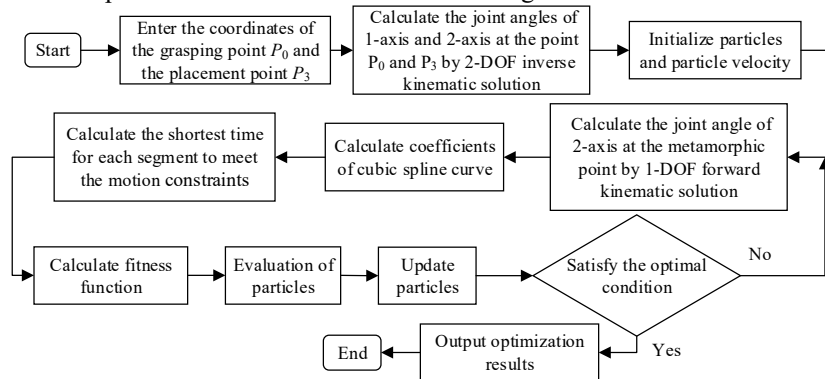 Start
Enter the coordinates of
the grasping point P₀ and
the placement point P₃
Calculate the joint angles of
1-axis and 2-axis at the point
P₀ and P₃ by 2-DOF inverse
kinematic solution
Initialize particles
and particle velocity
Calculate the joint angle of
2-axis at the metamorphic
point by 1-DOF forward
kinematic solution
Calculate coefficients
of cubic spline curve
Calculate the shortest time
for each segment to meet
the motion constraints
Calculate fitness
function
Evaluation of
particles
Update
particles
Satisfy the optimal
condition
No
Yes
Output optimization
results
End